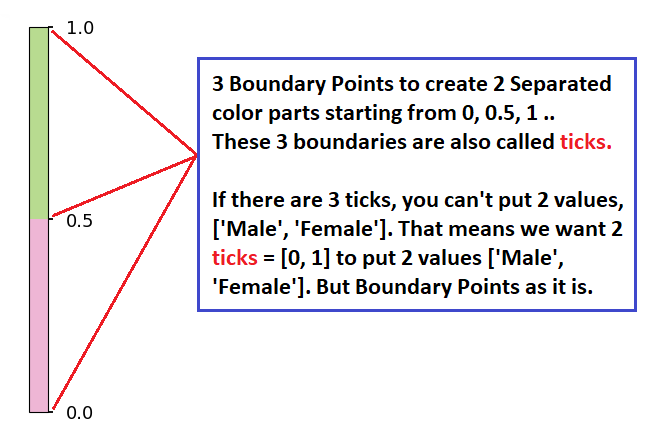 1.0
3 Boundary Points to create 2 Separated
color parts starting from 0, 0.5, 1 ..
These 3 boundaries are also called ticks.
If there are 3 ticks, you can't put 2 values,
['Male', 'Female']. That means we want 2
ticks = [0, 1] to put 2 values ['Male',
'Female']. But Boundary Points as it is.
0.5
0.0